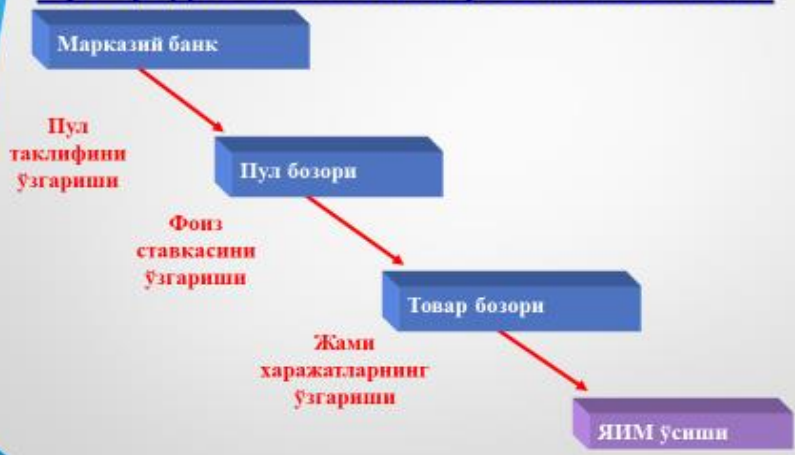 Марказий банк
Пул
таклифини
ўзгариши
Пул бозори
Фоиз
ставкасини
ўзгариши
Товар бозори
Жами
харажатларнинг
ўзгариши
ЯИМ ўсиши